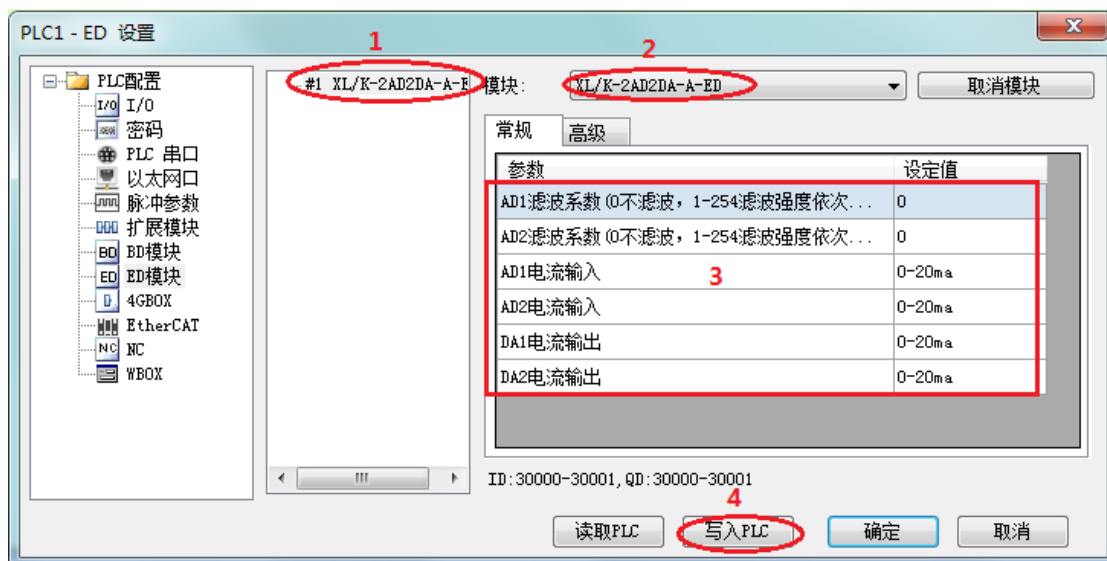 PLC1 - ED 设置
1
2
PLC配置
I/O I/O
密码
PLC 串口
以太网口
脉冲参数
扩展模块
BD BD模块
ED ED模块
4GBOX
EtherCAT
NC NC
WBOX
#1 XL/K-2AD2DA-A-E
模块: XL/K-2AD2DA-A-ED 取消模块
常规 高级
参数 设定值
AD1滤波系数(0不滤波，1-254滤波强度依次... 0
AD2滤波系数(0不滤波，1-254滤波强度依次... 0
AD1电流输入 0-20ma
3
AD2电流输入 0-20ma
DA1电流输出 0-20ma
DA2电流输出 0-20ma
ID:30000-30001,QD:30000-30001
4
读取PLC 写入PLC 确定 取消